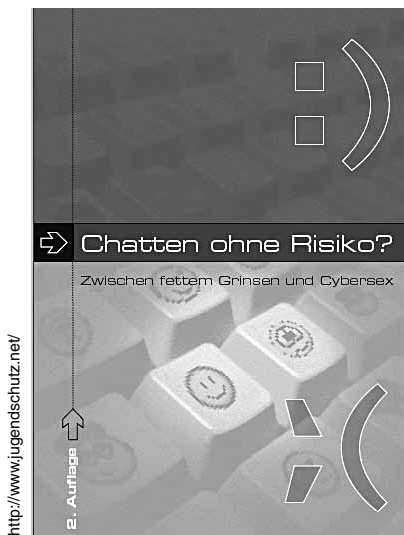 Chatten ohne Risiko?
Zwischen fettem Grinsen und Cybersex
2. Auflage
http://www.jugendschutz.net/